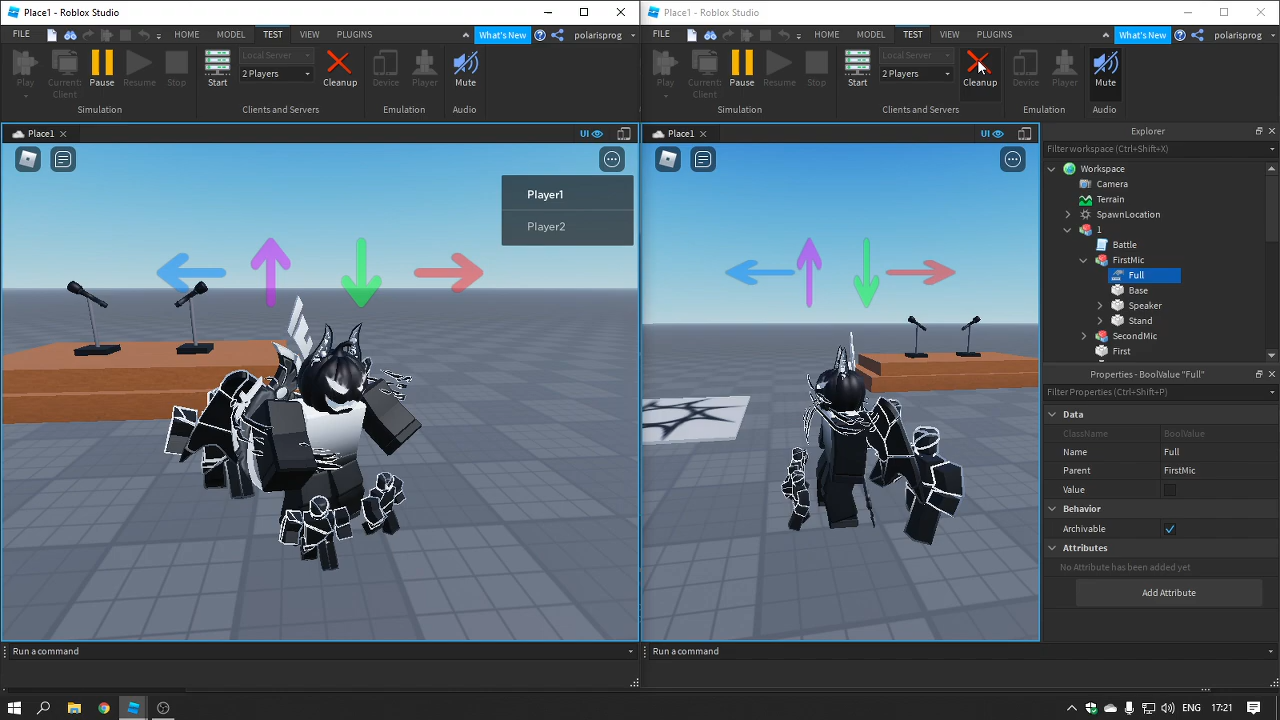 Place1 - Roblox Studio
FILE HOME MODEL TEST VIEW PLUGINS What's New polarisprog
Play Current Client Pause Resume Stop Start Local Server 2 Players Cleanup Device Player Mute
Simulation Clients and Servers Emulation Audio
Place1 UI
Player1
Player2
Run a command
Place1 - Roblox Studio
FILE HOME MODEL TEST VIEW PLUGINS What's New polarisprog
Play Current Client Pause Resume Stop Start Local Server 2 Players Cleanup Device Player Mute
Simulation Clients and Servers Emulation Audio
Place1 UI
Run a command
Explorer
Filter workspace (Ctrl+Shift+X)
Workspace
Camera
Terrain
SpawnLocation
1
Battle
FirstMic
Full
Base
Speaker
Stand
SecondMic
First
Properties - BoolValue "Full"
Filter Properties (Ctrl+Shift+P)
Data
ClassName BoolValue
Name Full
Parent FirstMic
Value
Behavior
Archivable
Attributes
No Attribute has been added yet
Add Attribute
ENG 17:21